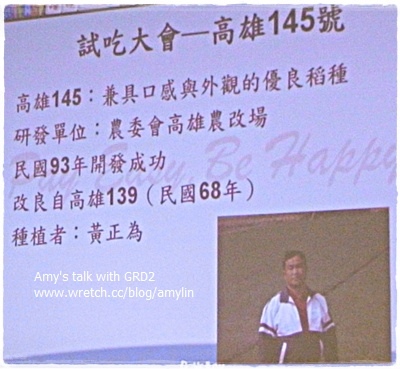 試吃大會—高雄145號
高雄145：兼具口感與外觀的優良稻種
研發單位：農委會高雄農改場
民國93年開發成功
改良自高雄139（民國68年）
種植者：黃正為
Be Happy
Amy's talk with GRD2
www.wretch.cc/blog/amylin